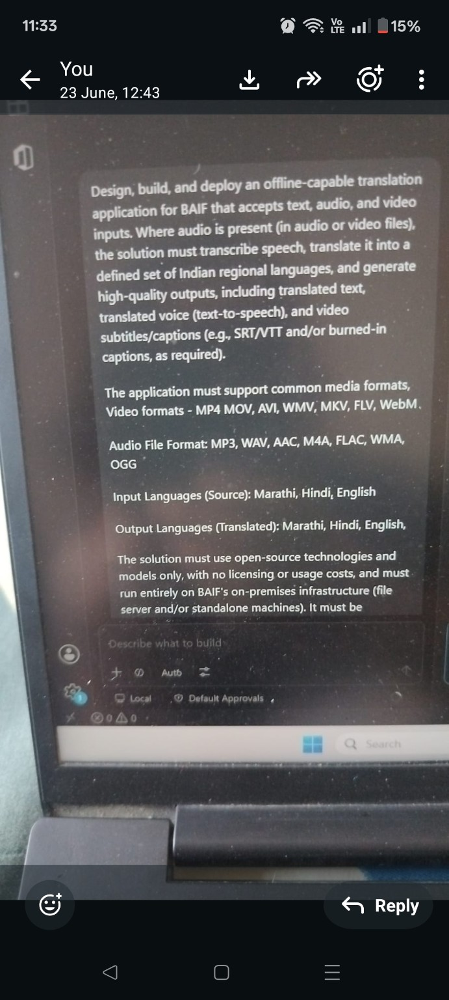 11:33
Vo
LTE
15%
You
23 June, 12:43
Design, build, and deploy an offline-capable translation
application for BAIF that accepts text, audio, and video
inputs. Where audio is present (in audio or video files),
the solution must transcribe speech, translate it into a
defined set of Indian regional languages, and generate
high-quality outputs, including translated text,
translated voice (text-to-speech), and video
subtitles/captions (e.g., SRT/VTT and/or burned-in
captions, as required).
The application must support common media formats,
Video formats - MP4 MOV, AVI, WMV, MKV, FLV, WebM.
Audio File Format: MP3, WAV, AAC, M4A, FLAC, WMA,
OGG
Input Languages (Source): Marathi, Hindi, English
Output Languages (Translated): Marathi, Hindi, English,
The solution must use open-source technologies and
models only, with no licensing or usage costs, and must
run entirely on BAIF's on-premises infrastructure (file
server and/or standalone machines). It must be
Describe what to build
Auto
Local
Default Approvals
1
0
0
Search
Reply